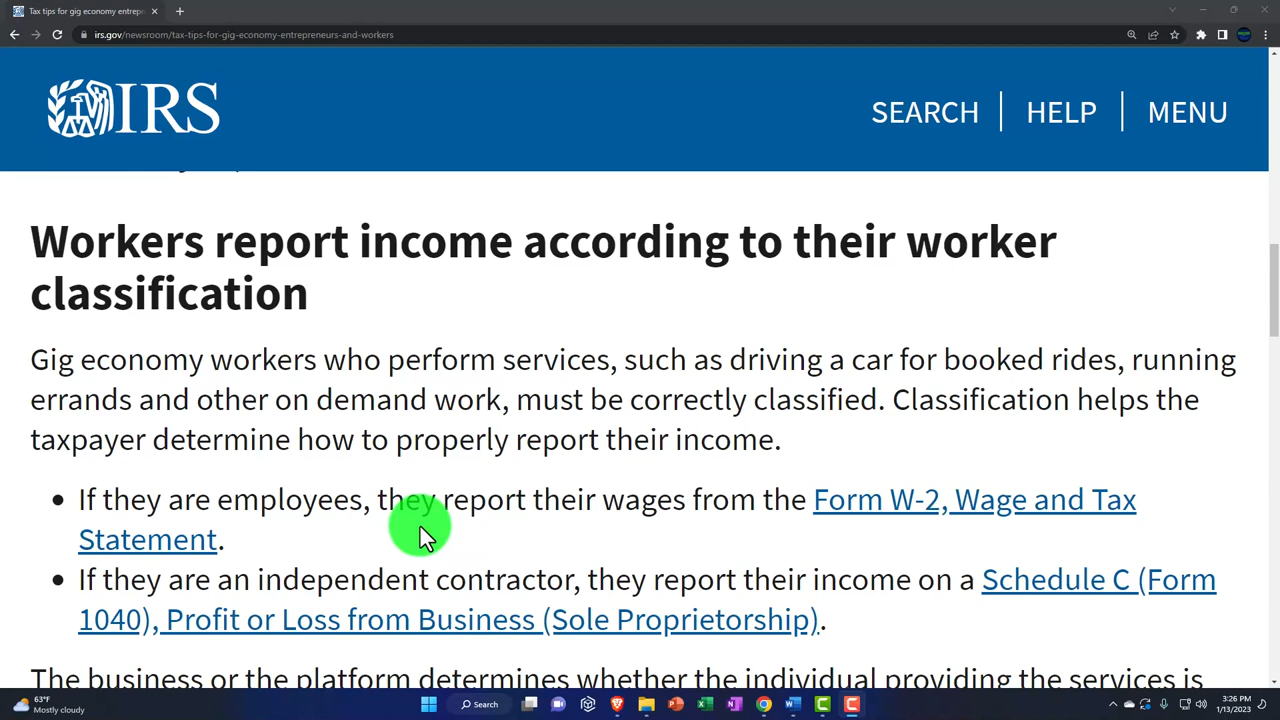 Tax tips for gig economy entrepr
irs.gov/newsroom/tax-tips-for-gig-economy-entrepreneurs-and-workers
IRS
SEARCH
HELP
MENU
Workers report income according to their worker
classification
Gig economy workers who perform services, such as driving a car for booked rides, running
errands and other on demand work, must be correctly classified. Classification helps the
taxpayer determine how to properly report their income.
• If they are employees, they report their wages from the Form W-2, Wage and Tax
Statement.
• If they are an independent contractor, they report their income on a Schedule C (Form
1040), Profit or Loss from Business (Sole Proprietorship).
The business or the platform determines whether the individual providing the services is
63°F
Mostly cloudy
Search
3:26 PM
1/13/2023